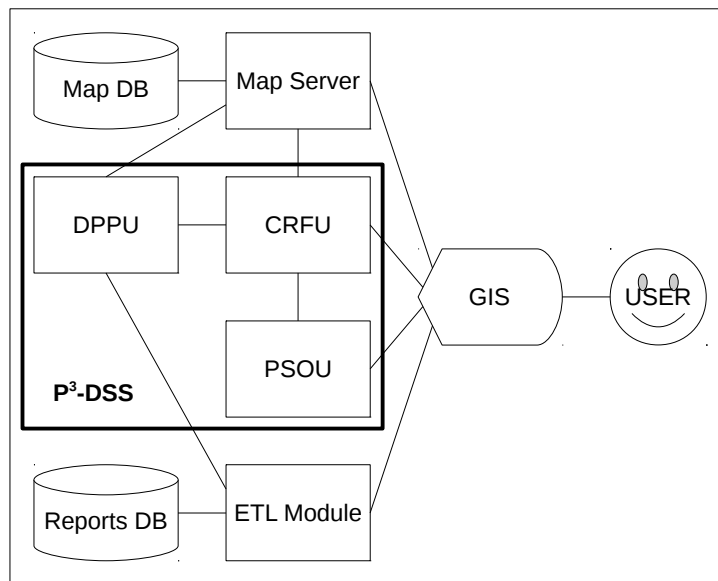 Map DB
Map Server
DPPU
CRFU
GIS
USER
PSOU
P³-DSS
Reports DB
ETL Module